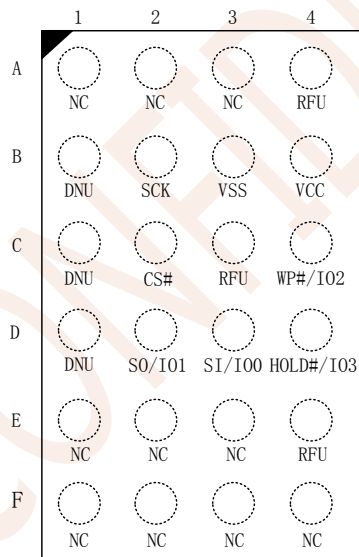 1 2 3 4
A
NC NC NC RFU
B
DNU SCK VSS VCC
C
DNU CS# RFU WP#/IO2
D
DNU SO/IO1 SI/IO0 HOLD#/IO3
E
NC NC NC RFU
F
NC NC NC NC